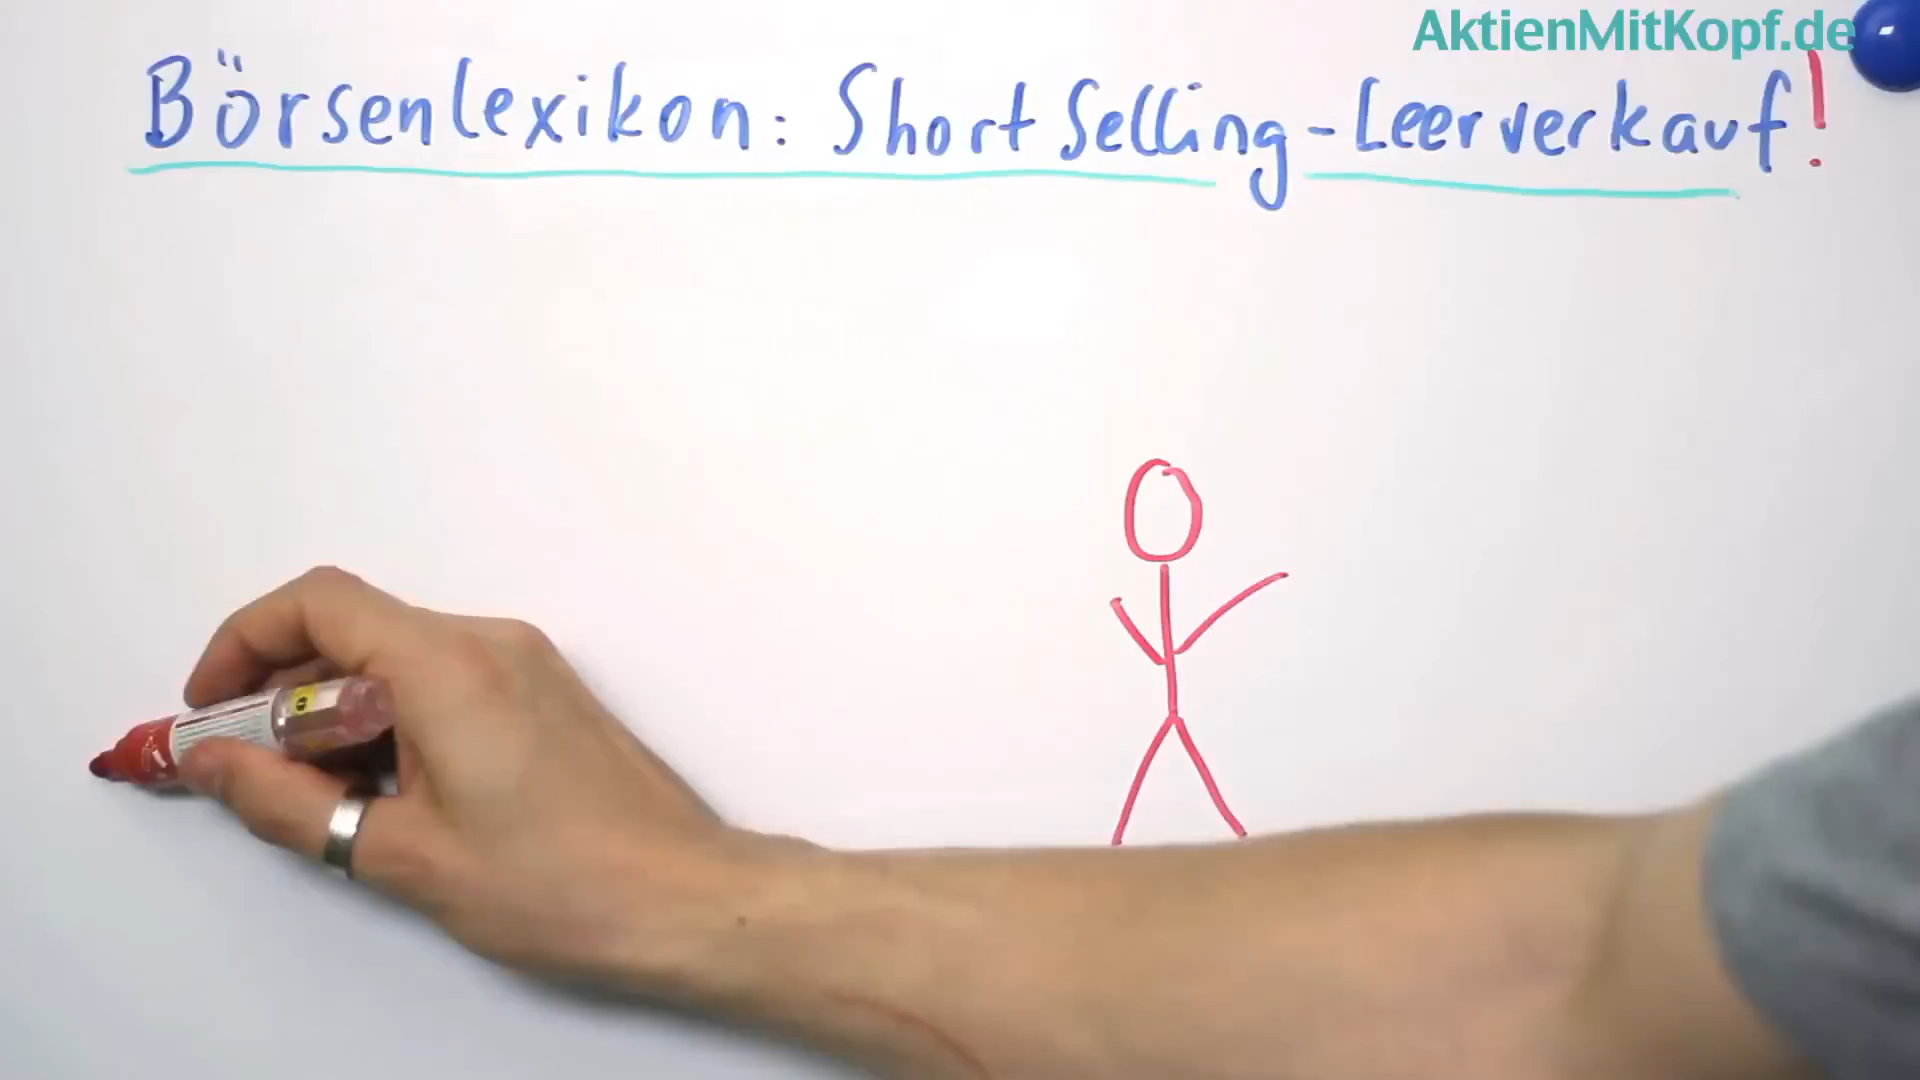 AktienMitKopf.de
Börsenlexikon: Short Selling - Leerverkauf!